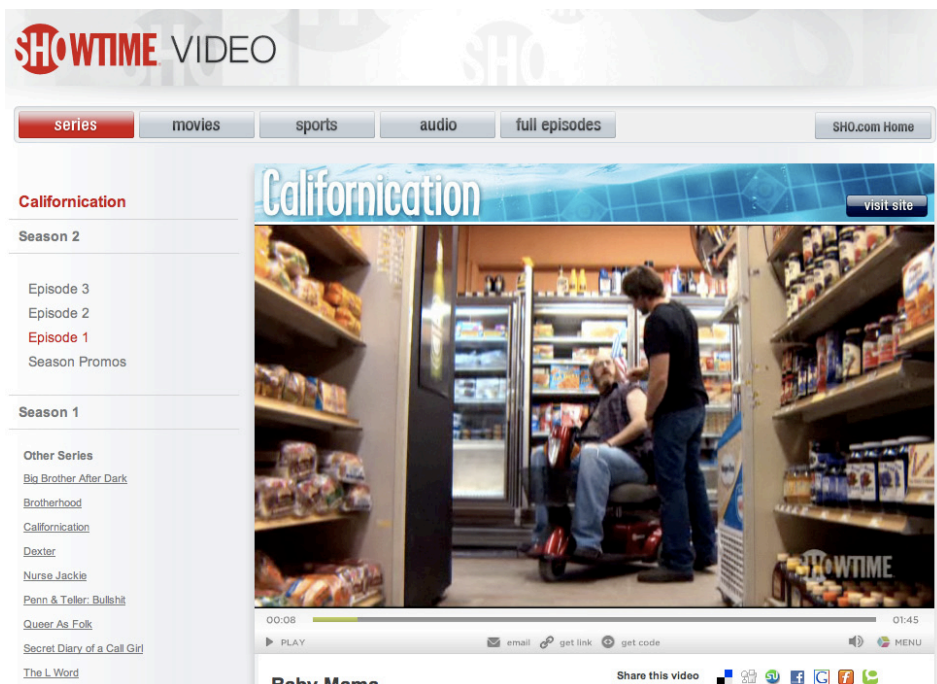 SHOWTIME VIDEO
series movies sports audio full episodes SHO.com Home
Californication
Season 2
Episode 3
Episode 2
Episode 1
Season Promos
Season 1
Other Series
Big Brother After Dark
Brotherhood
Californication
Dexter
Nurse Jackie
Penn & Teller: Bullshit
Queer As Folk
Secret Diary of a Call Girl
The L Word
Californication
visit site
SHOWTIME
00:08 01:45
PLAY email get link get code MENU
Baby Mama
Share this video